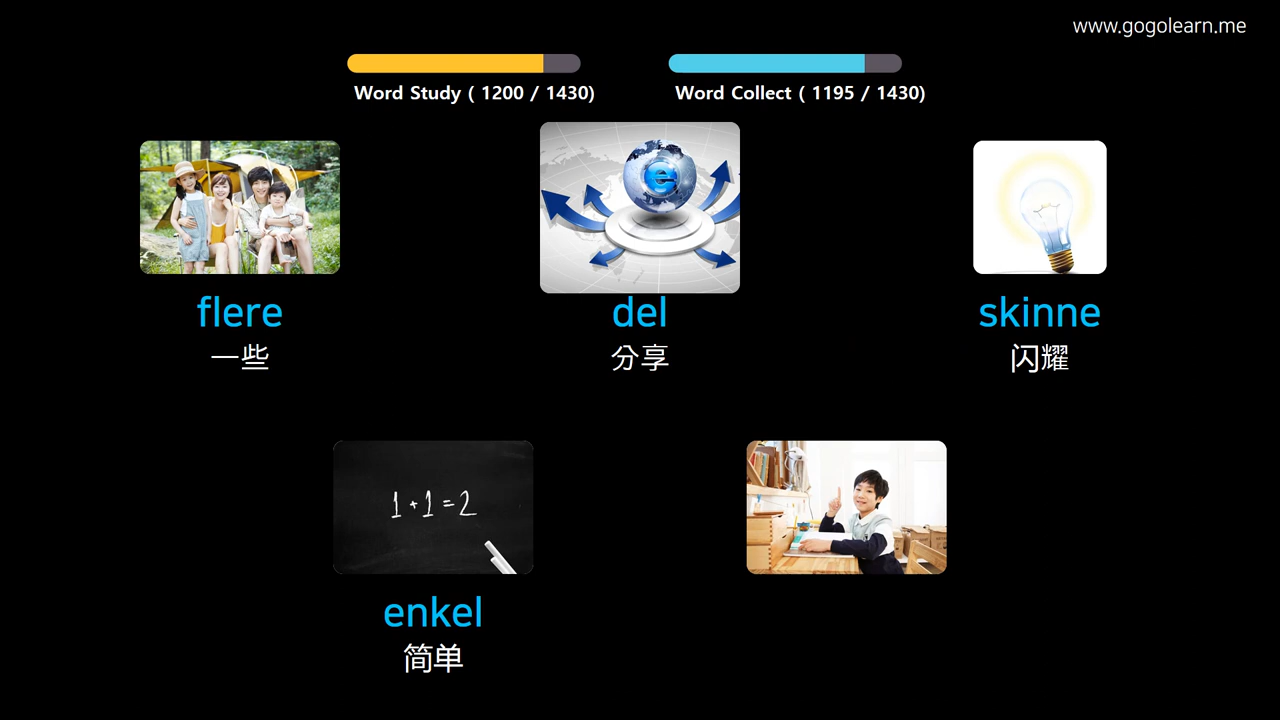 www.gogolearn.me
Word Study ( 1200 / 1430)
Word Collect ( 1195 / 1430)
e
flere
一些
del
分享
skinne
闪耀
1+1=2
enkel
简单